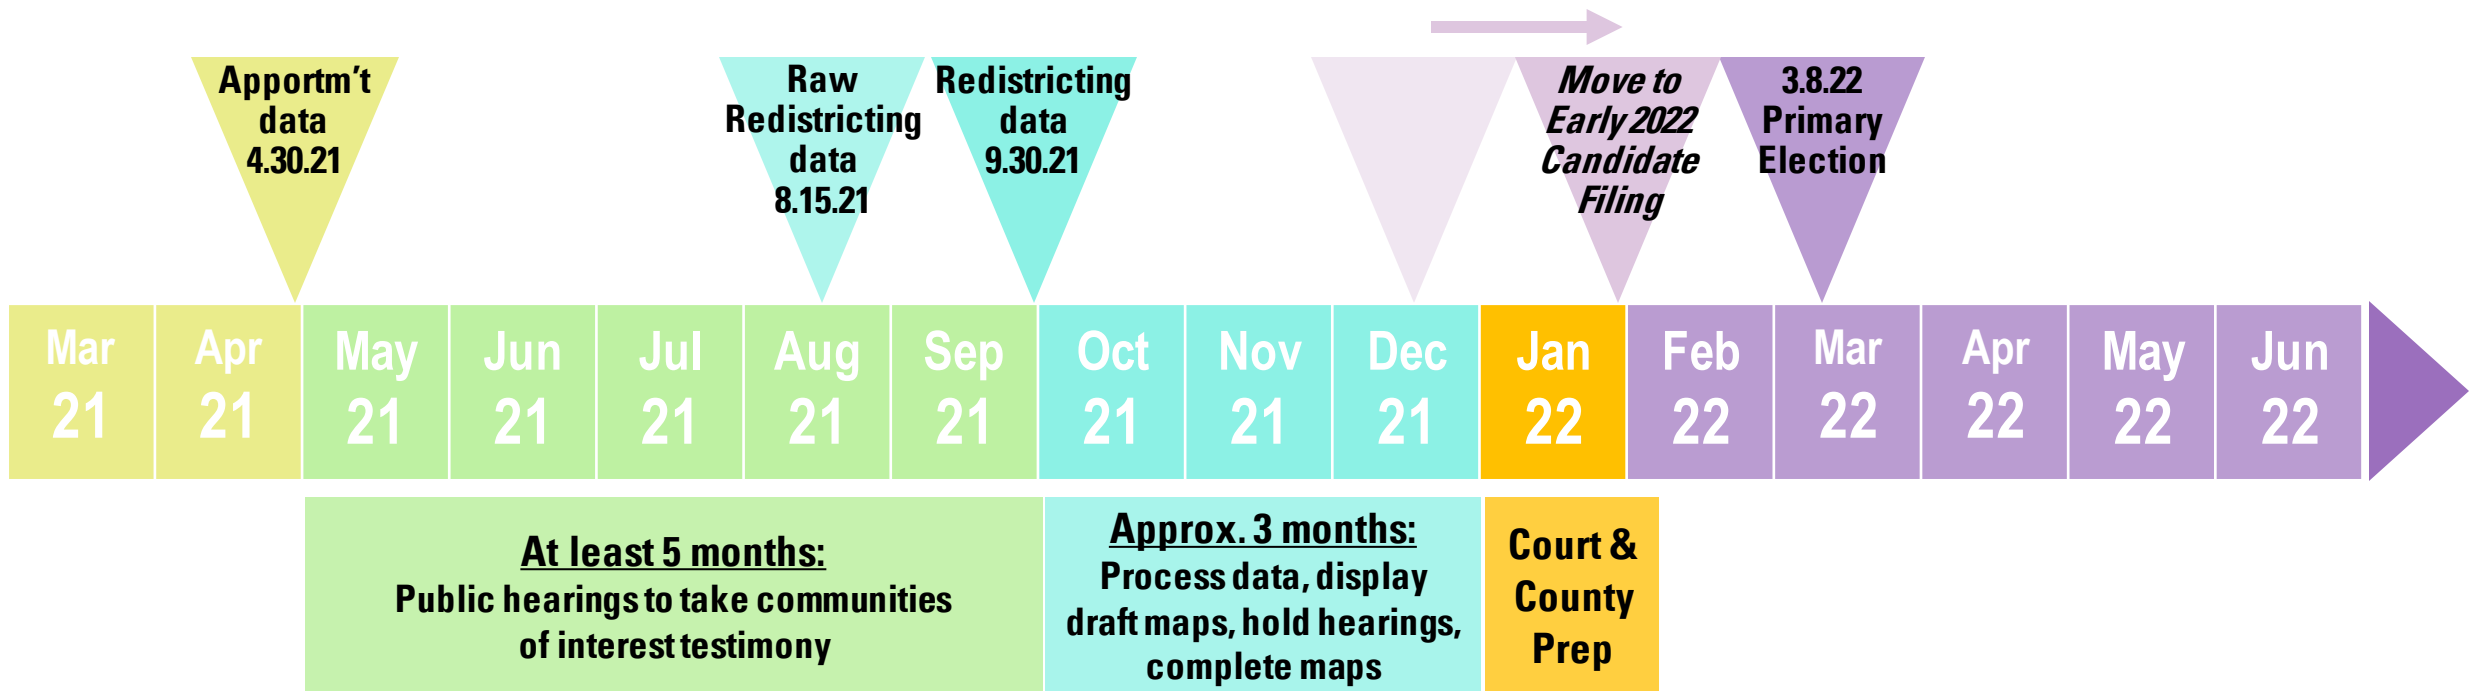 Apportm't
data
4.30.21
Raw
Redistricting
data
8.15.21
Redistricting
data
9.30.21
Move to
Early 2022
Candidate
Filing
3.8.22
Primary
Election
Mar
21
Apr
21
May
21
Jun
21
Jul
21
Aug
21
Sep
21
Oct
21
Nov
21
Dec
21
Jan
22
Feb
22
Mar
22
Apr
22
May
22
Jun
22
At least 5 months:
Public hearings to take communities
of interest testimony
Approx. 3 months:
Process data, display
draft maps, hold hearings,
complete maps
Court &
County
Prep